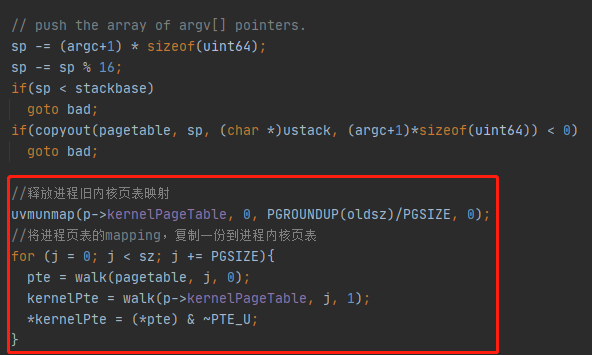 // push the array of argv[] pointers.
sp -= (argc+1) * sizeof(uint64);
sp -= sp % 16;
if(sp < stackbase)
goto bad;
if(copyout(pagetable, sp, (char *)ustack, (argc+1)*sizeof(uint64)) < 0)
goto bad;
//释放进程旧内核页表映射
uvmunmap(p->kernelPageTable, 0, PGROUNDUP(oldsz)/PGSIZE, 0);
//将进程页表的mapping，复制一份到进程内核页表
for (j = 0; j < sz; j += PGSIZE){
pte = walk(pagetable, j, 0);
kernelPte = walk(p->kernelPageTable, j, 1);
*kernelPte = (*pte) & ~PTE_U;
}